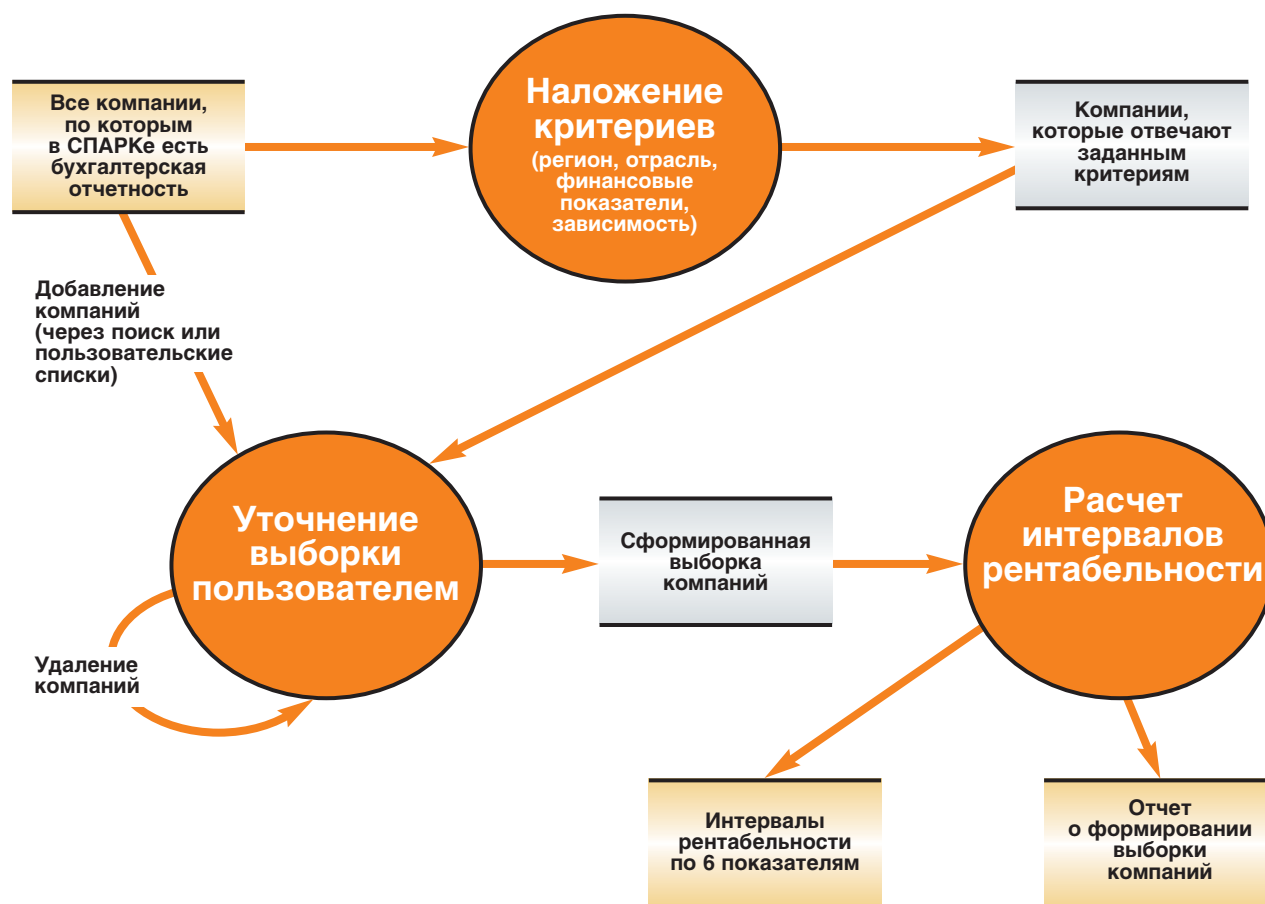 Все компании,
по которым
в СПАРКе есть
бухгалтерская
отчетность
Наложение
критериев
(регион, отрасль,
финансовые
показатели,
зависимость)
Компании,
которые отвечают
заданным
критериям
Добавление
компаний
(через поиск или
пользовательские
списки)
Уточнение
выборки
пользователем
Сформированная
выборка
компаний
Расчет
интервалов
рентабельности
Удаление
компаний
Интервалы
рентабельности
по 6 показателям
Отчет
о формировании
выборки
компаний